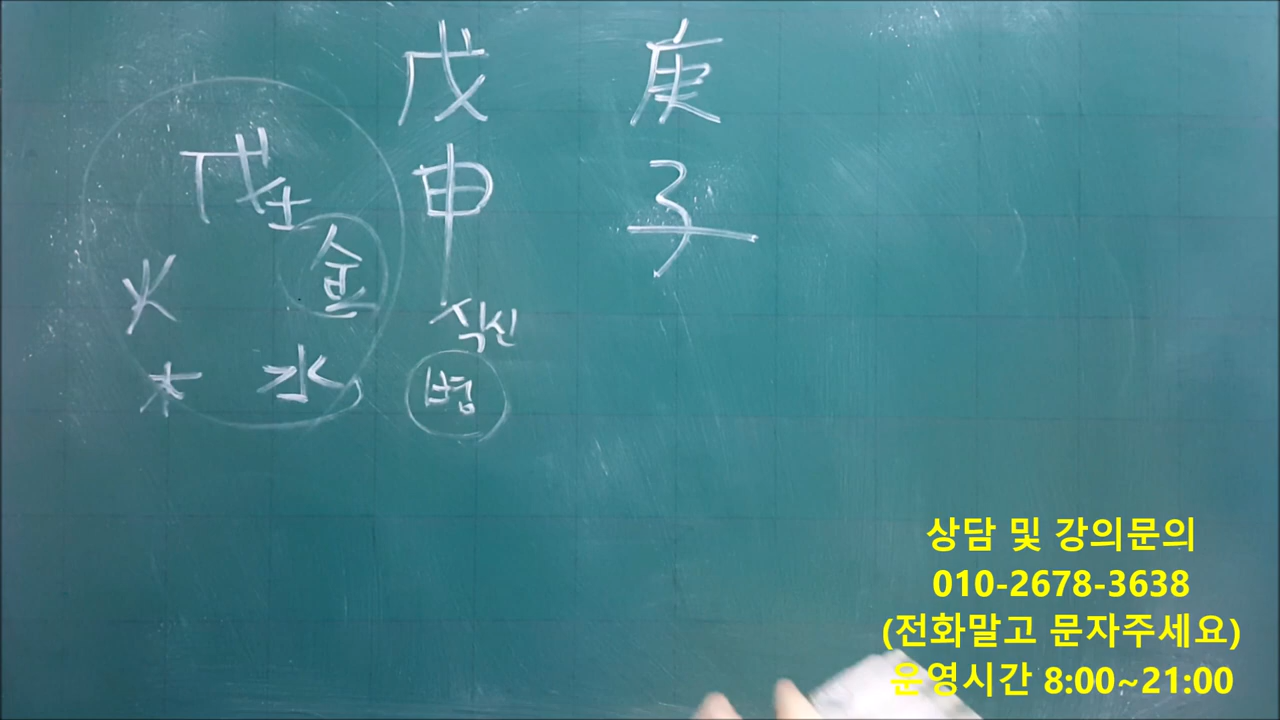 戊 庚
申 子
戊土
金
火
木 水
식신
병
상담 및 강의문의
010-2678-3638
(전화말고 문자주세요)
운영시간 8:00~21:00